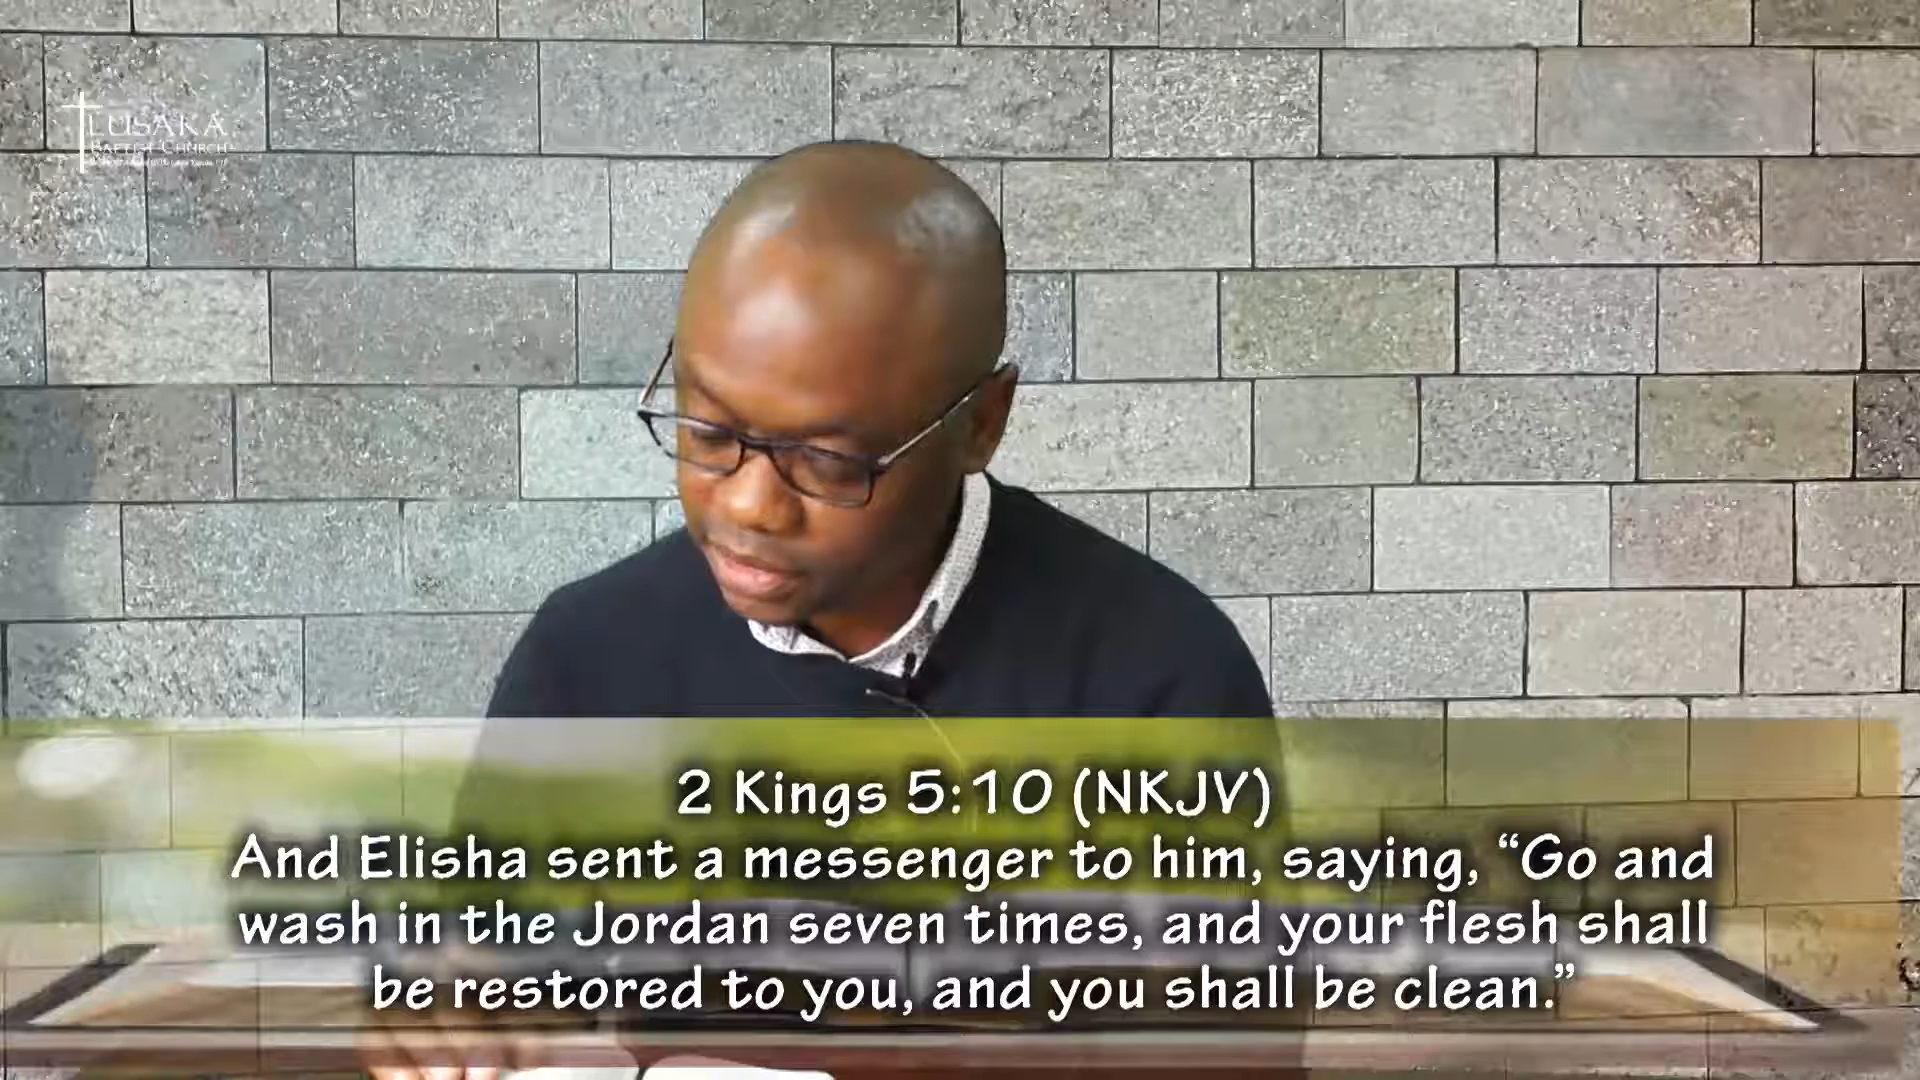 LUSAKA
BAPTIST CHURCH
2 Kings 5:10 (NKJV)
And Elisha sent a messenger to him, saying, “Go and
wash in the Jordan seven times, and your flesh shall
be restored to you, and you shall be clean.”